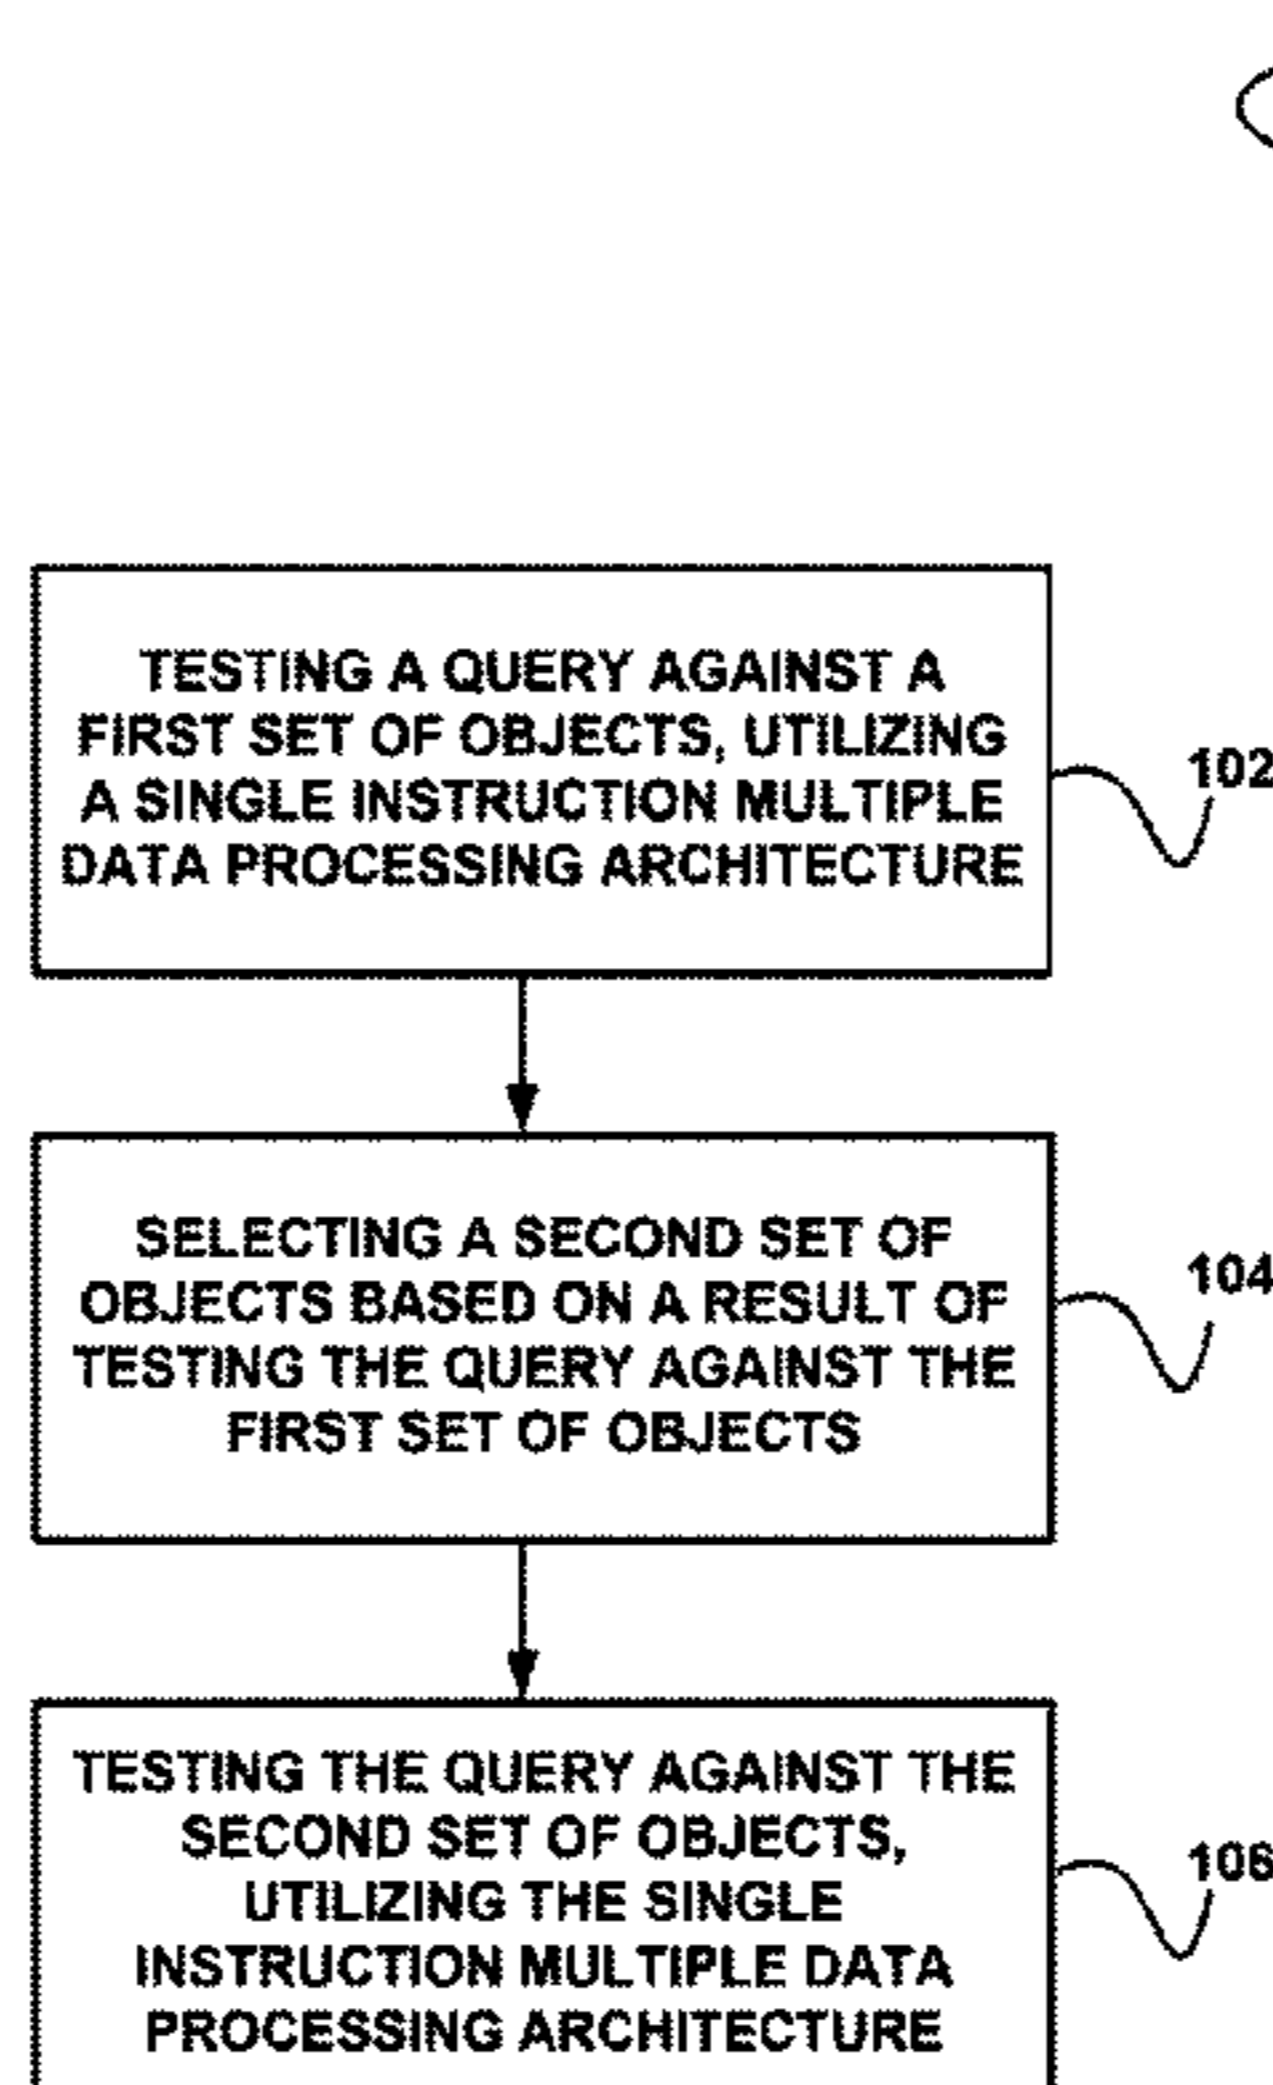 TESTING A QUERY AGAINST A
FIRST SET OF OBJECTS, UTILIZING
A SINGLE INSTRUCTION MULTIPLE
DATA PROCESSING ARCHITECTURE
102
SELECTING A SECOND SET OF
OBJECTS BASED ON A RESULT OF
TESTING THE QUERY AGAINST THE
FIRST SET OF OBJECTS
104
TESTING THE QUERY AGAINST THE
SECOND SET OF OBJECTS,
UTILIZING THE SINGLE
INSTRUCTION MULTIPLE DATA
PROCESSING ARCHITECTURE
106